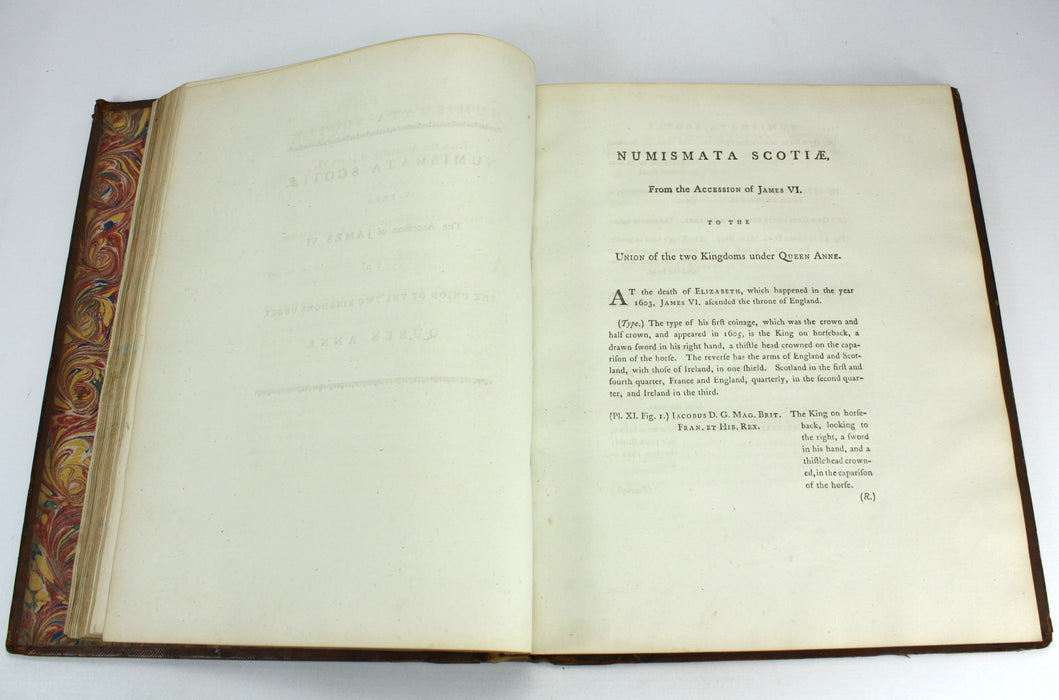 NUMISMATA SCOTIÆ,
From the ACCESSION of JAMES VI.
TO THE
UNION of the two Kingdoms under QUEEN ANNE.
AT the death of ELIZABETH, which happened in the year
1603, JAMES VI. aſcended the throne of England.
(Type.) The type of his firſt coinage, which was the crown and
half crown, and appeared in 1605, is the King on horſeback, a
drawn ſword in his right hand, a thiſtle head crowned on the capa-
riſon of the horſe. The reverſe has the arms of England and Scot-
land, with thoſe of Ireland, in one ſhield. Scotland in the firſt and
fourth quarter, France and England, quarterly, in the ſecond quar-
ter, and Ireland in the third.
(Pl. XI. Fig. 1.) IACOBUS D. G. MAG. BRIT. The King on horſe-
FRAN. ET HIB. REX. back, looking to
the right, a ſword
in his hand, and a
thiſtle head crown-
ed, in the capariſon
of the horſe.
(R.)